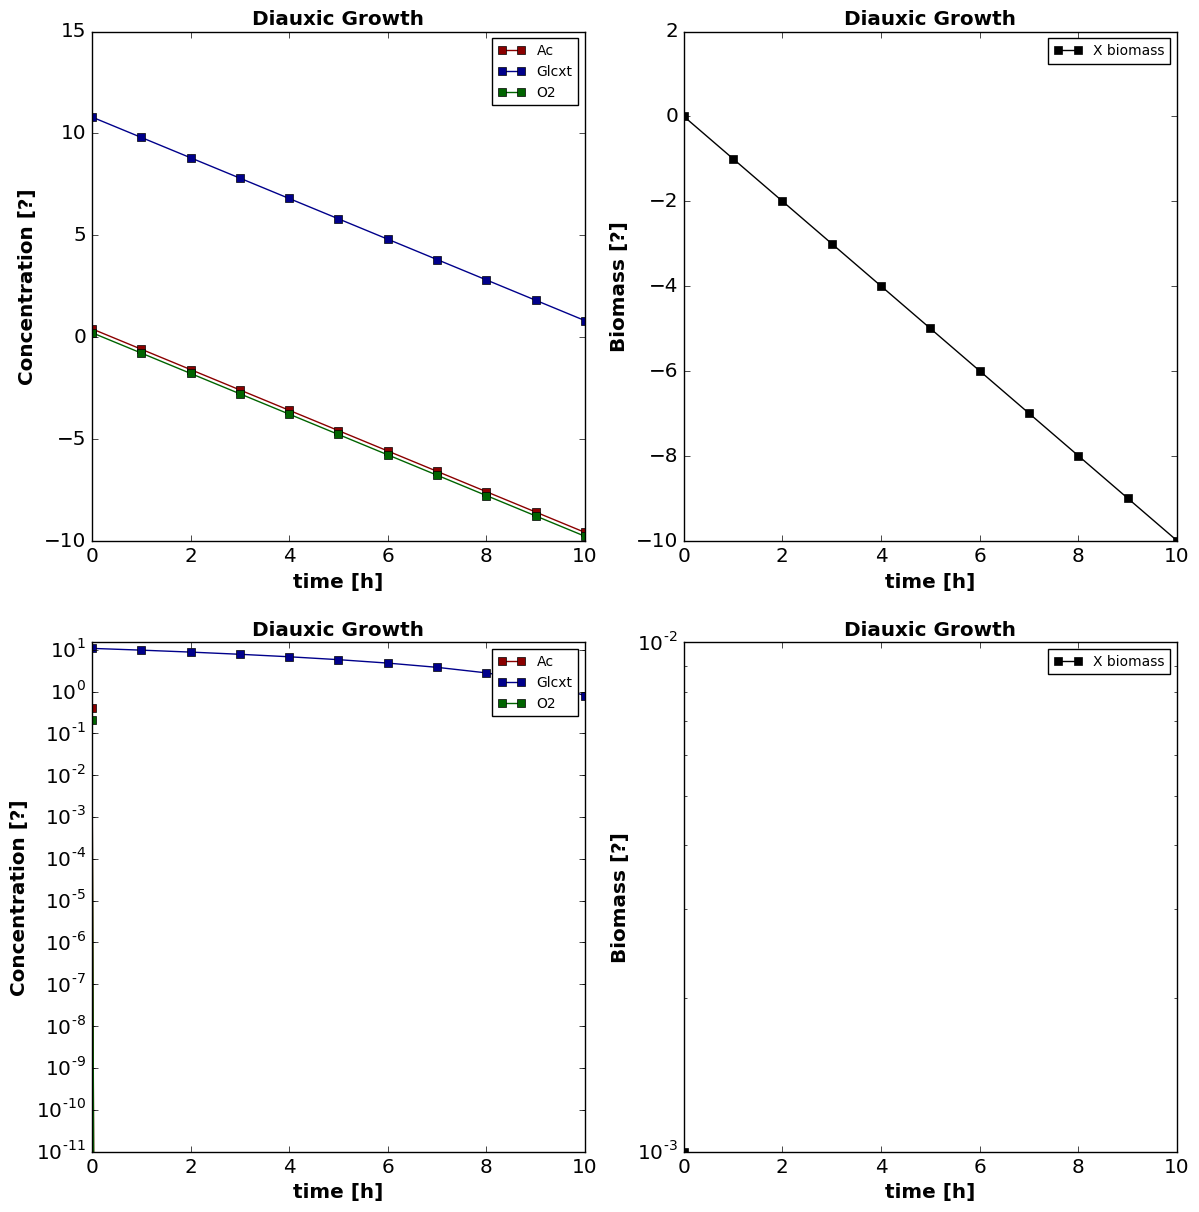 Diauxic Growth
15
10
5
0
−5
−10
Concentration [?]
Ac
Glcxt
O2
0 2 4 6 8 10
time [h]
Diauxic Growth
2
0
−2
−4
−6
−8
−10
Biomass [?]
X biomass
0 2 4 6 8 10
time [h]
Diauxic Growth
10^1
10^0
10^-1
10^-2
10^-3
10^-4
10^-5
10^-6
10^-7
10^-8
10^-9
10^-10
10^-11
Concentration [?]
Ac
Glcxt
O2
0 2 4 6 8 10
time [h]
Diauxic Growth
10^-2
10^-3
Biomass [?]
X biomass
0 2 4 6 8 10
time [h]